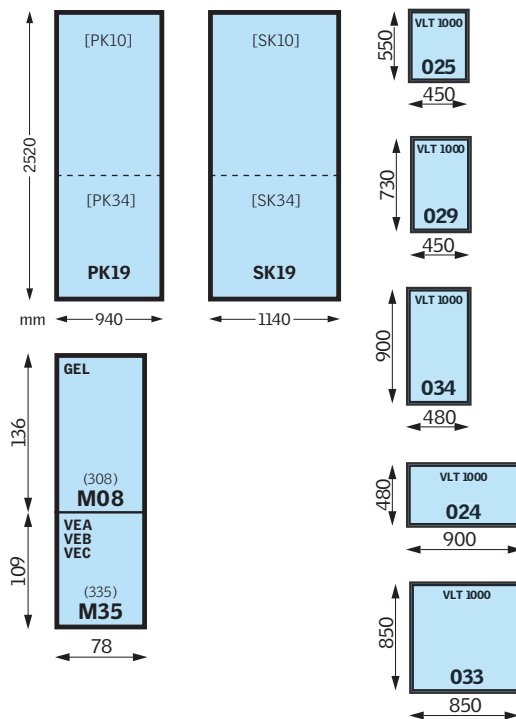 [PK10]
[PK34]
PK19
2520
mm
940
[SK10]
[SK34]
SK19
1140
GEL
(308)
M08
136
VEA
VEB
VEC
(335)
M35
109
78
VLT 1000
025
550
450
VLT 1000
029
730
450
VLT 1000
034
900
480
VLT 1000
024
480
900
VLT 1000
033
850
850